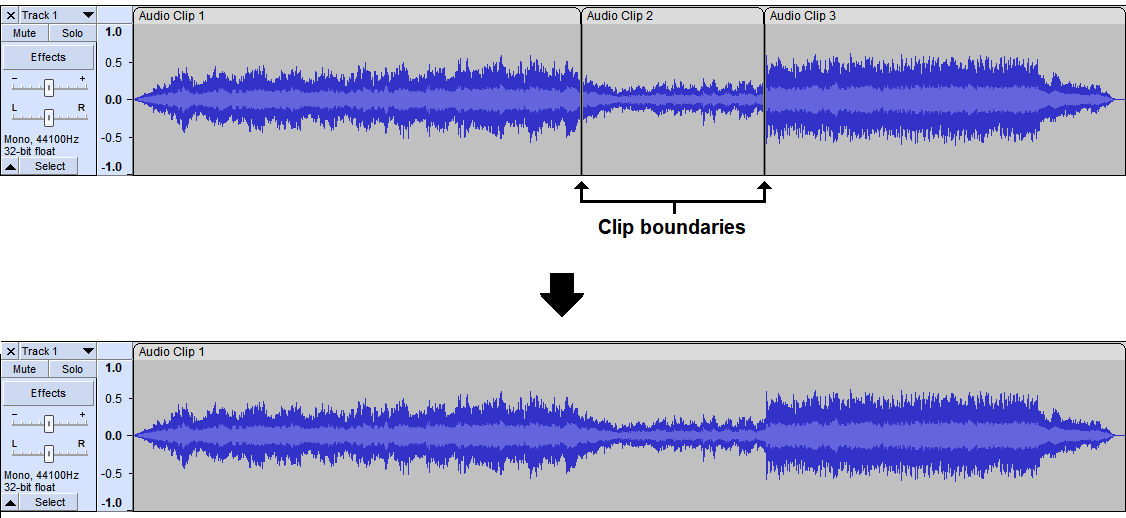 Track 1
Audio Clip 1
Audio Clip 2
Audio Clip 3
Mute Solo
Effects
- +
L R
Mono, 44100Hz
32-bit float
Select
1.0
0.5
0.0
-0.5
-1.0
Clip boundaries
Track 1
Audio Clip 1
Mute Solo
Effects
- +
L R
Mono, 44100Hz
32-bit float
Select
1.0
0.5
0.0
-0.5
-1.0